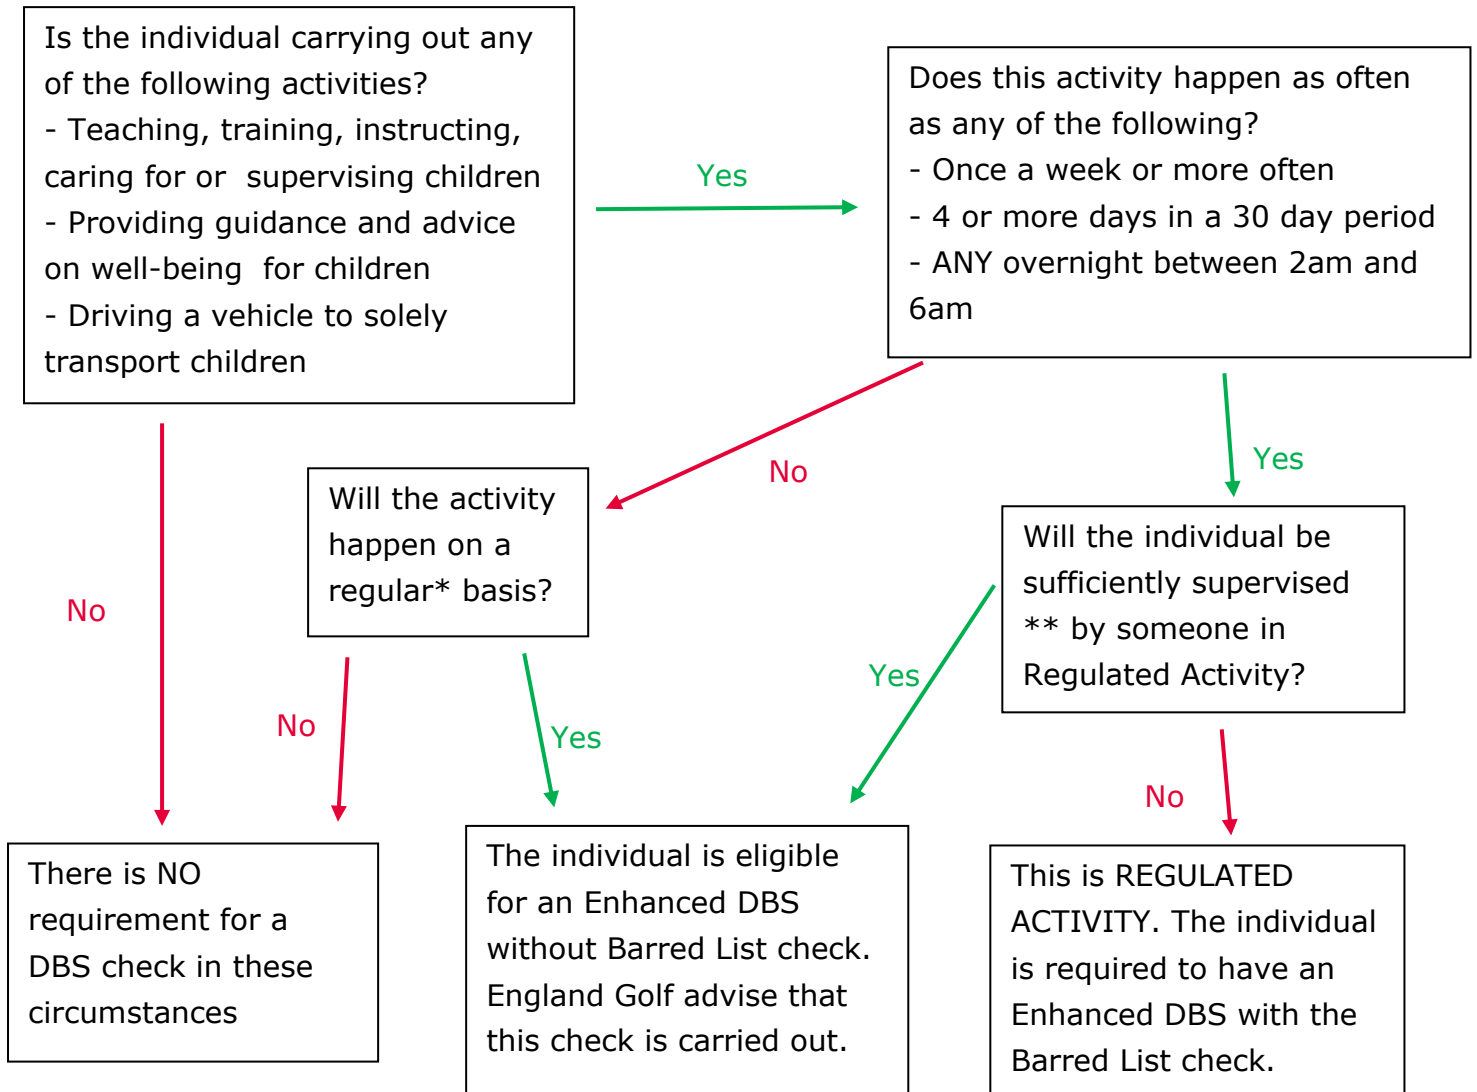 Is the individual carrying out any
of the following activities?
- Teaching, training, instructing,
caring for or  supervising children
- Providing guidance and advice
on well-being  for children
- Driving a vehicle to solely
transport children
Yes
Does this activity happen as often
as any of the following?
- Once a week or more often
- 4 or more days in a 30 day period
- ANY overnight between 2am and
6am
No
Will the activity
happen on a
regular* basis?
No
Yes
Will the individual be
sufficiently supervised
** by someone in
Regulated Activity?
No
Yes
Yes
No
There is NO
requirement for a
DBS check in these
circumstances
The individual is eligible
for an Enhanced DBS
without Barred List check.
England Golf advise that
this check is carried out.
This is REGULATED
ACTIVITY. The individual
is required to have an
Enhanced DBS with the
Barred List check.